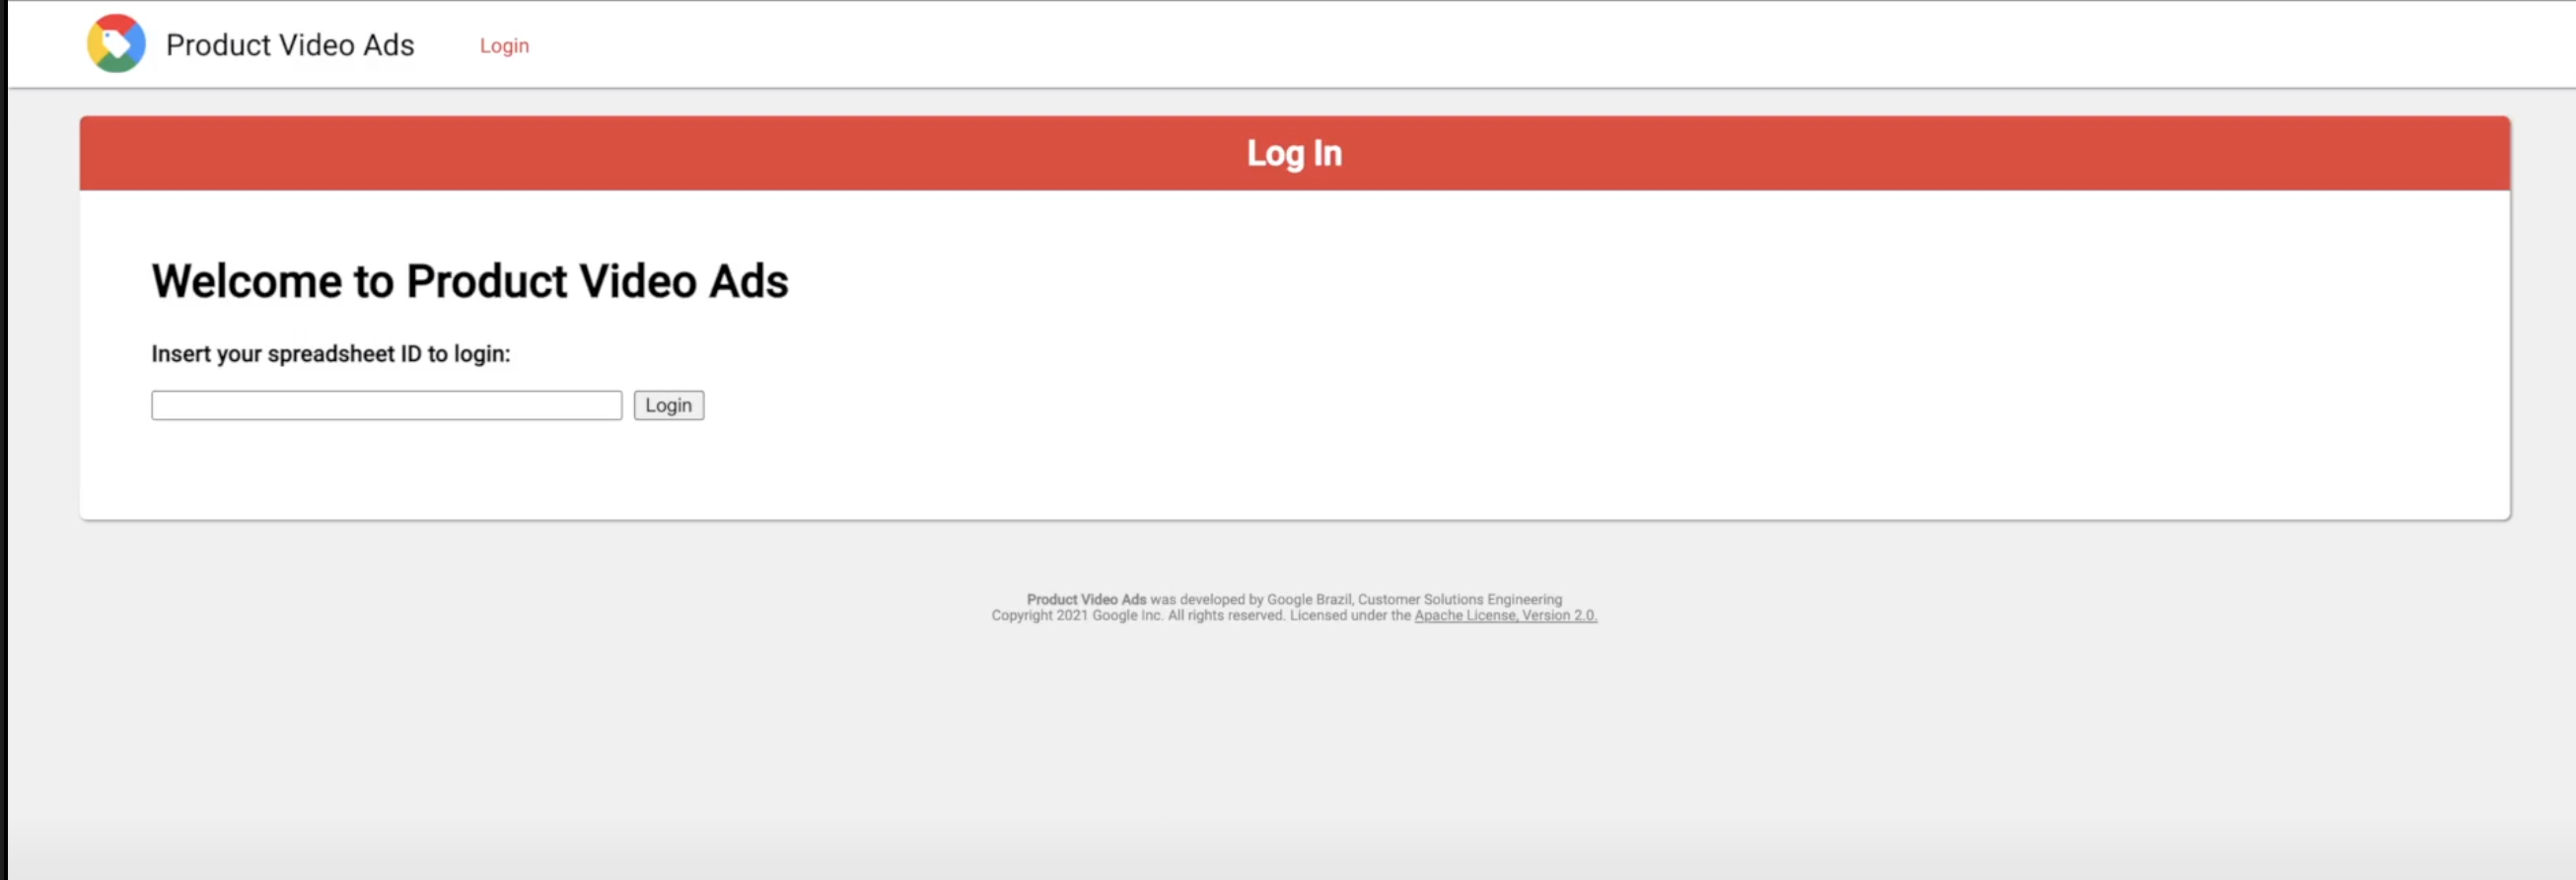 Product Video Ads
Login
Log In
Welcome to Product Video Ads
Insert your spreadsheet ID to login:
Login
Product Video Ads was developed by Google Brazil, Customer Solutions Engineering
Copyright 2021 Google Inc. All rights reserved. Licensed under the Apache License, Version 2.0.